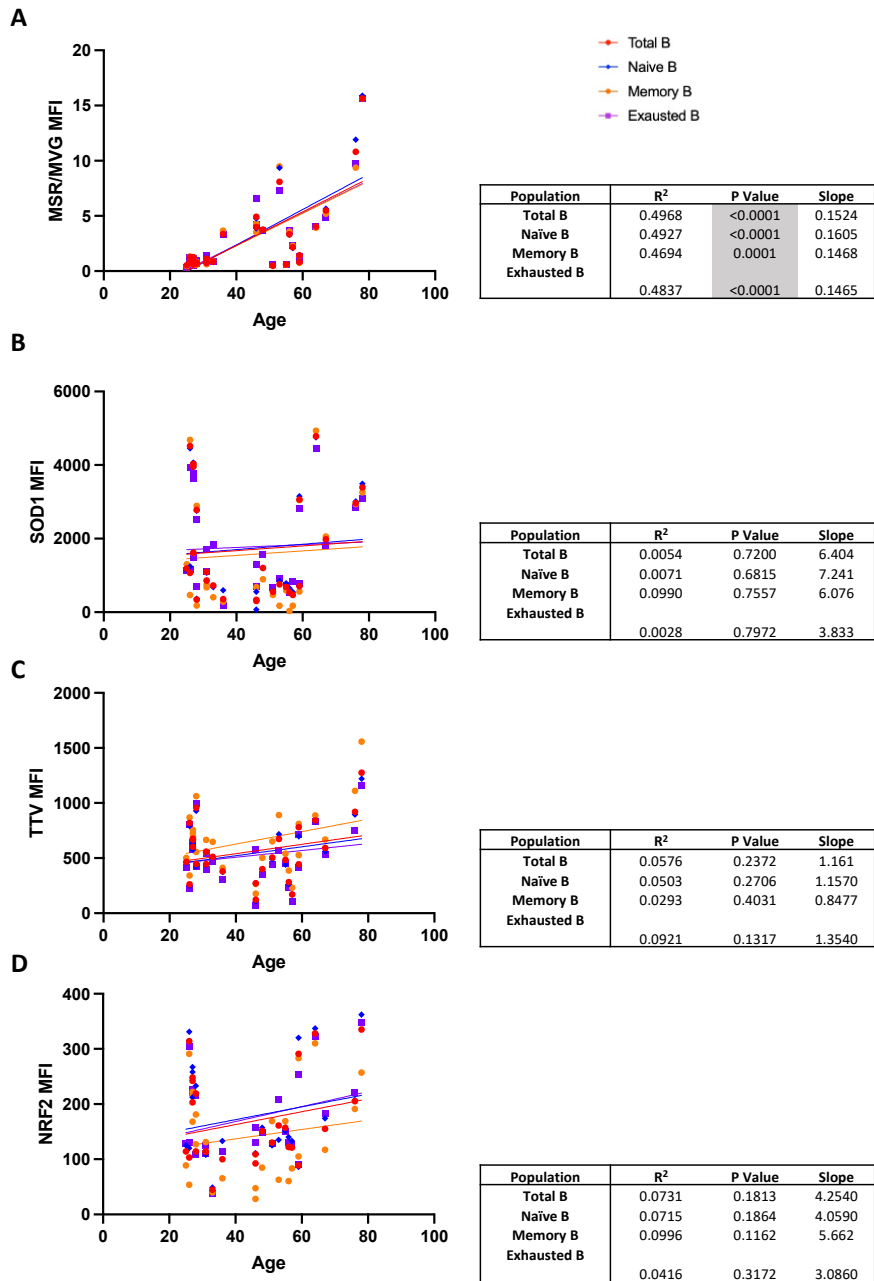 A
MSR/MVG MFI
20
15
10
5
0
0 20 40 60 80 100
Age
Total B
Naive B
Memory B
Exausted B
Population R² P Value Slope
Total B 0.4968 <0.0001 0.1524
Naïve B 0.4927 <0.0001 0.1605
Memory B 0.4694 0.0001 0.1468
Exhausted B
0.4837 <0.0001 0.1465
B
SOD1 MFI
6000
4000
2000
0
0 20 40 60 80 100
Age
Population R² P Value Slope
Total B 0.0054 0.7200 6.404
Naïve B 0.0071 0.6815 7.241
Memory B 0.0990 0.7557 6.076
Exhausted B
0.0028 0.7972 3.833
C
TTV MFI
2000
1500
1000
500
0
0 20 40 60 80 100
Age
Population R² P Value Slope
Total B 0.0576 0.2372 1.161
Naïve B 0.0503 0.2706 1.1570
Memory B 0.0293 0.4031 0.8477
Exhausted B
0.0921 0.1317 1.3540
D
NRF2 MFI
400
300
200
100
0
0 20 40 60 80 100
Age
Population R² P Value Slope
Total B 0.0731 0.1813 4.2540
Naïve B 0.0715 0.1864 4.0590
Memory B 0.0996 0.1162 5.662
Exhausted B
0.0416 0.3172 3.0860